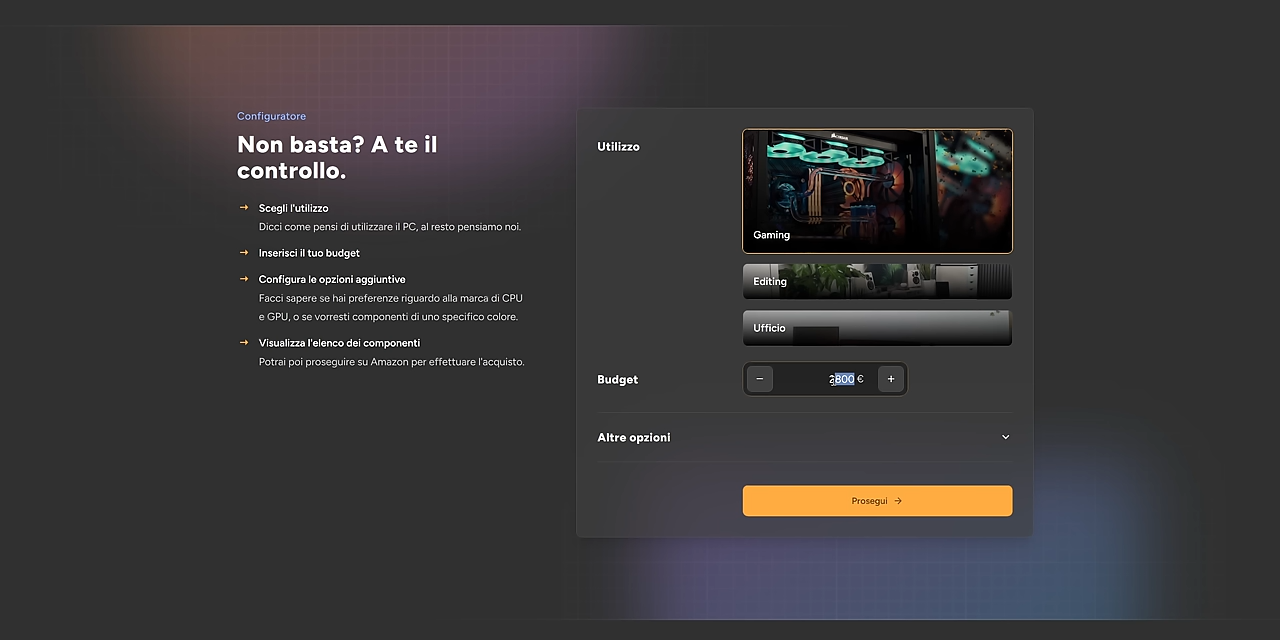 Configuratore
Non basta? A te il
controllo.
→ Scegli l'utilizzo
Dicci come pensi di utilizzare il PC, al resto pensiamo noi.
→ Inserisci il tuo budget
→ Configura le opzioni aggiuntive
Facci sapere se hai preferenze riguardo alla marca di CPU
e GPU, o se vorresti componenti di uno specifico colore.
→ Visualizza l'elenco dei componenti
Potrai poi proseguire su Amazon per effettuare l'acquisto.
Utilizzo
Gaming
Editing
Ufficio
Budget
− 2800 € +
Altre opzioni
Prosegui →